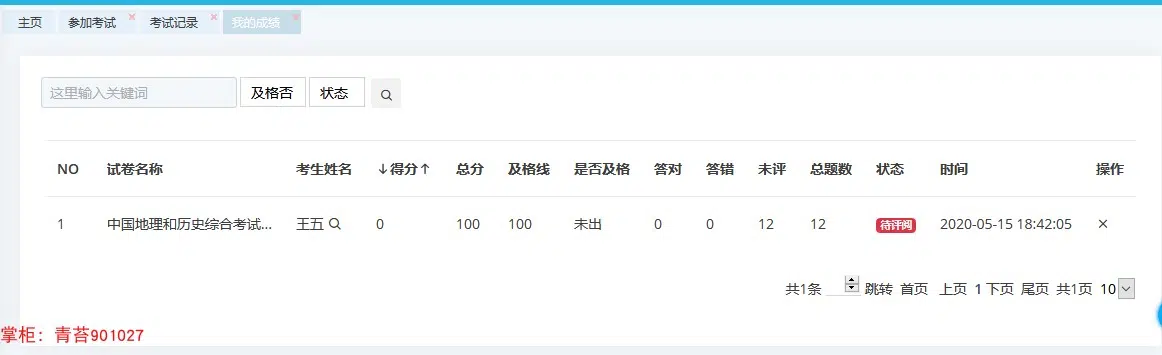 主页 参加考试 × 考试记录 × 我的成绩 ×
这里输入关键词 及格否 状态
NO 试卷名称 考生姓名 ↓得分↑ 总分 及格线 是否及格 答对 答错 未评 总题数 状态 时间 操作
1 中国地理和历史综合考试... 王五 0 100 100 未出 0 0 12 12 待评阅 2020-05-15 18:42:05 ×
共1条 跳转 首页 上页 1 下页 尾页 共1页 10
掌柜：青苔901027